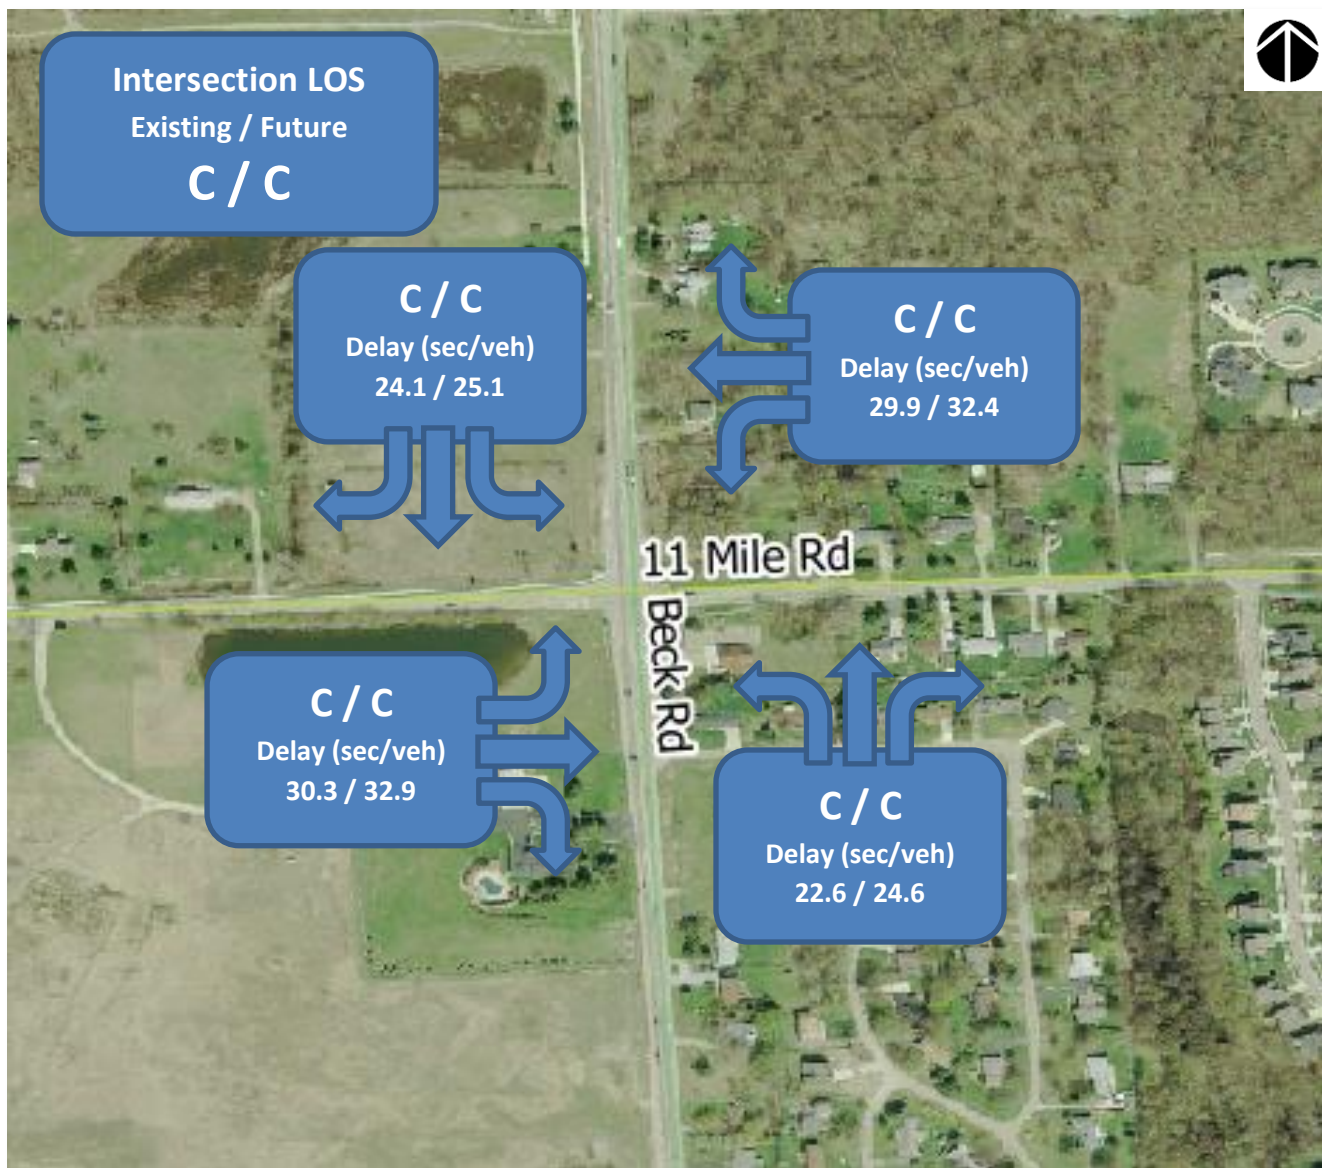 Intersection LOS
Existing / Future
C / C
C / C
Delay (sec/veh)
24.1 / 25.1
C / C
Delay (sec/veh)
29.9 / 32.4
11 Mile Rd
Beck Rd
C / C
Delay (sec/veh)
30.3 / 32.9
C / C
Delay (sec/veh)
22.6 / 24.6